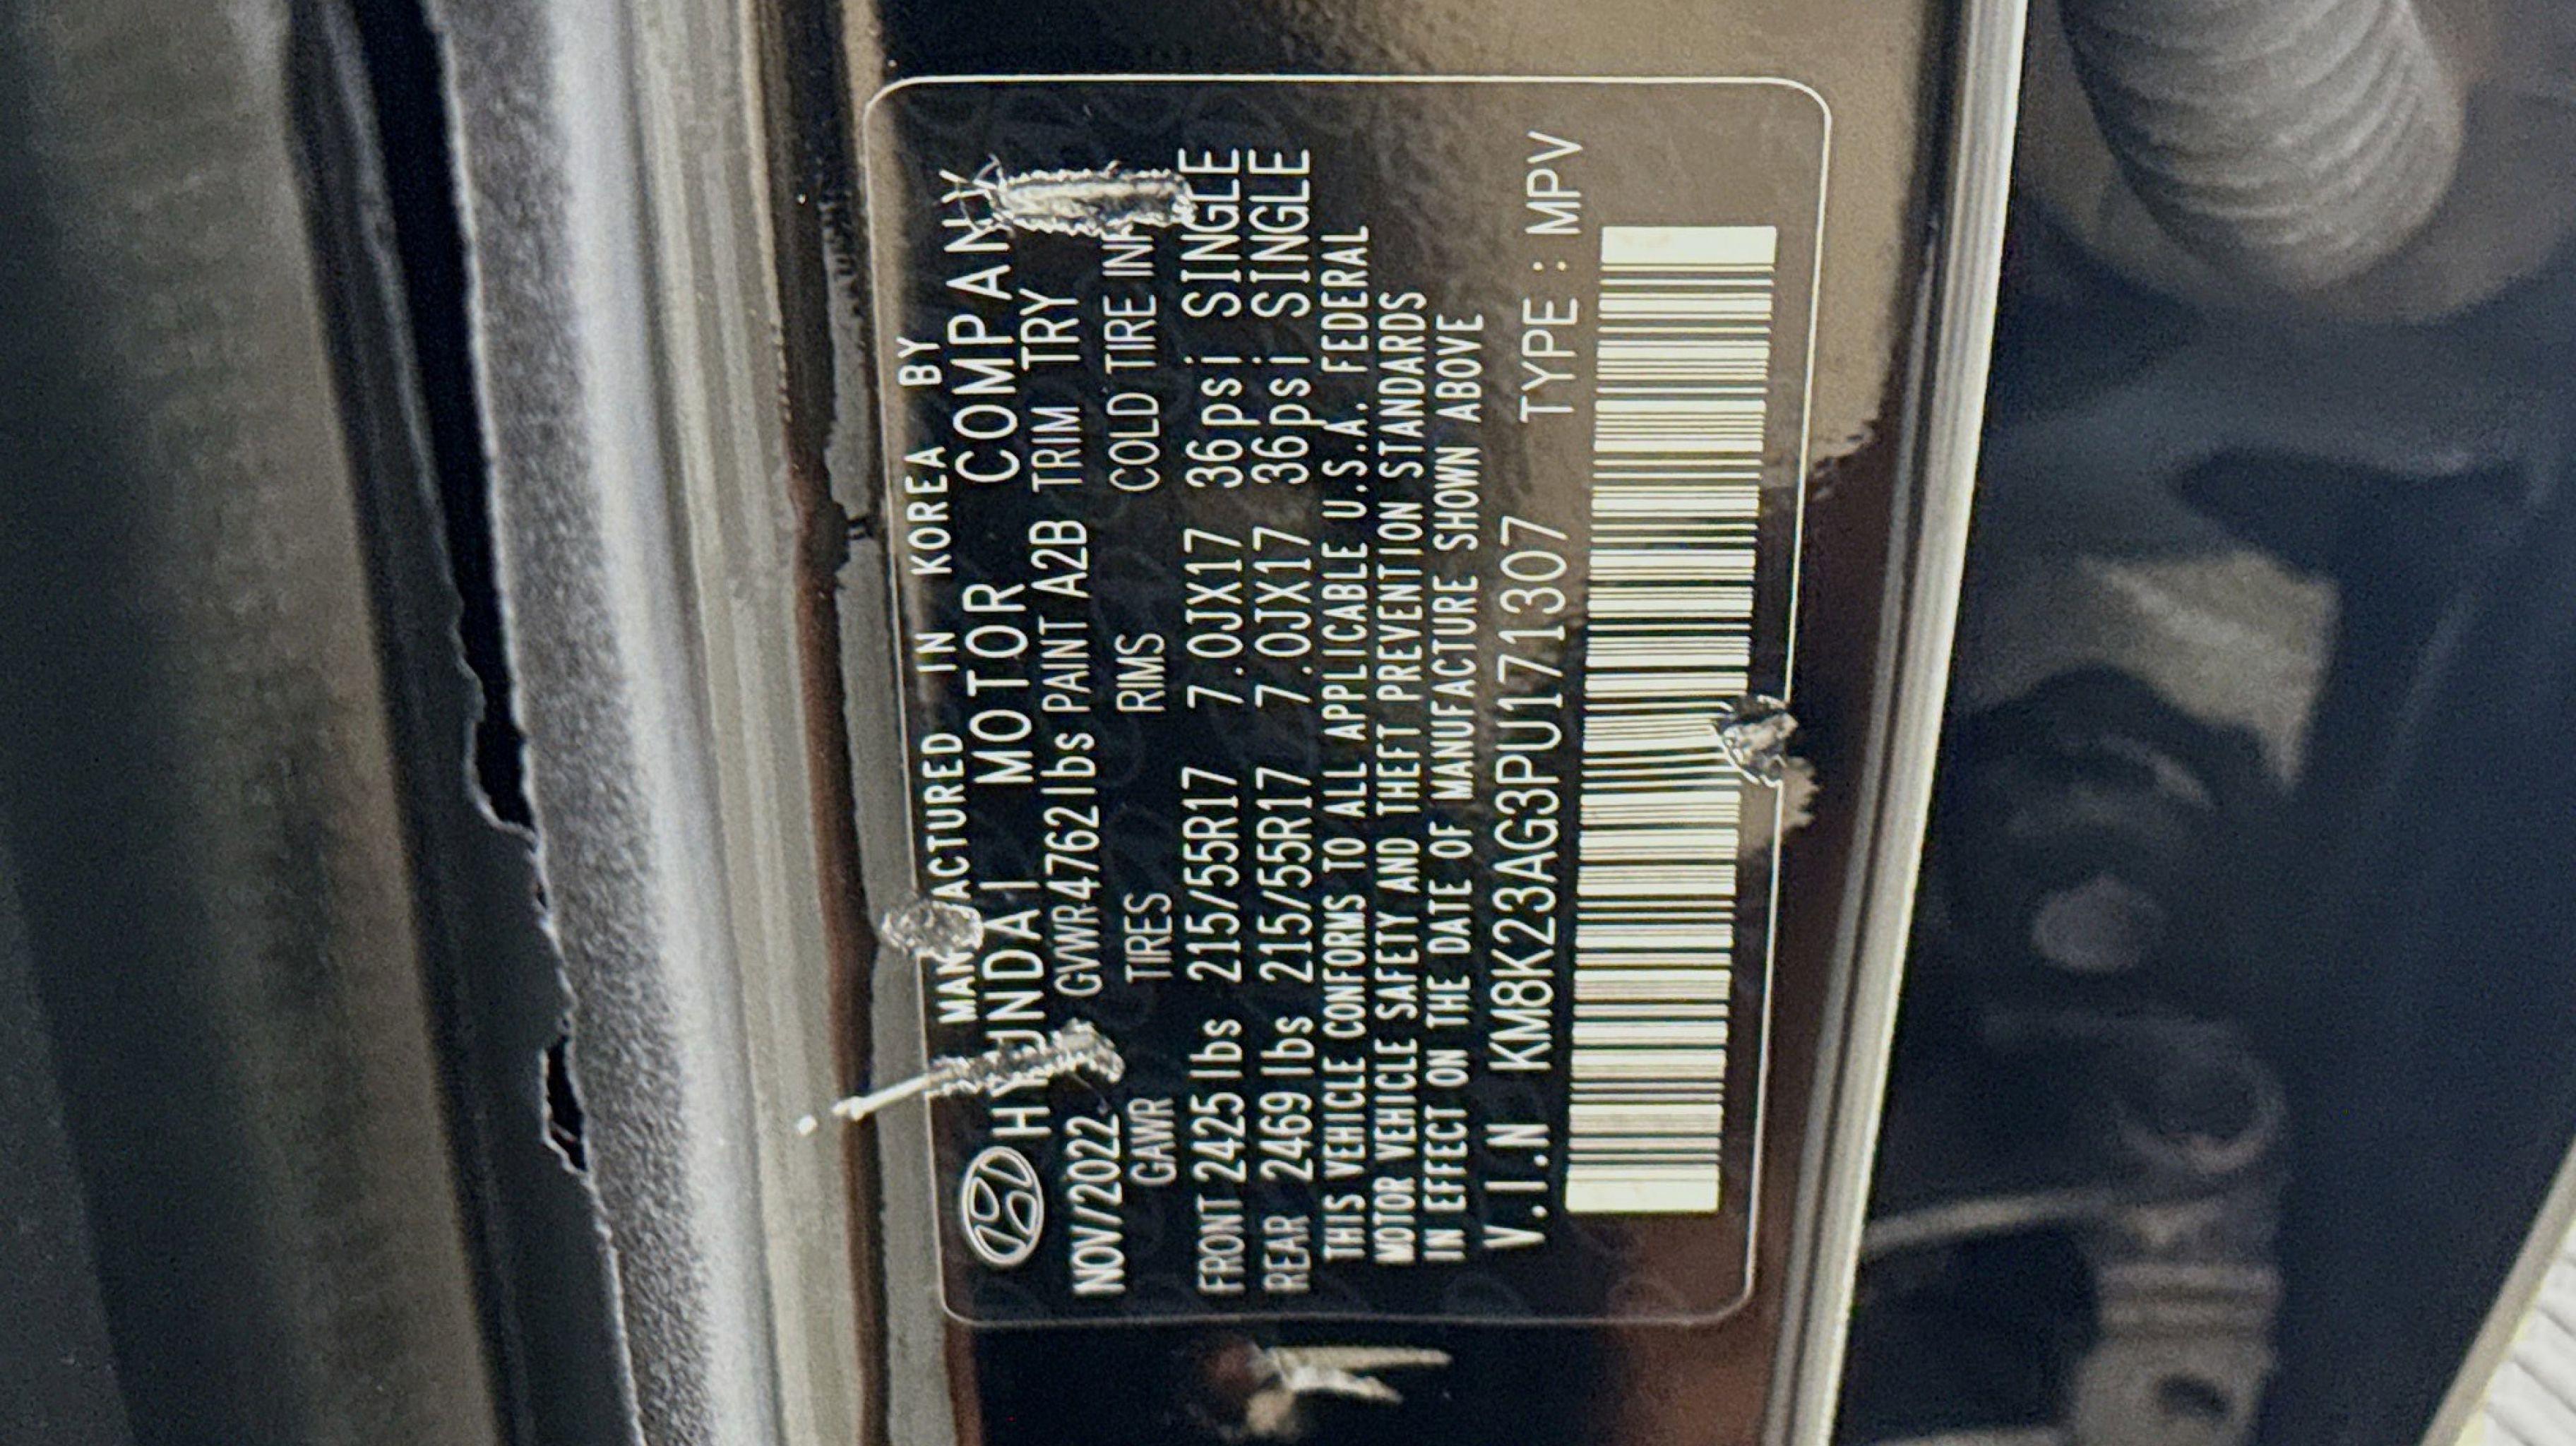 MANUFACTURED IN KOREA BY
HYUNDAI MOTOR COMPANY
NOV/2022 GVWR 4762lbs PAINT A2B TRIM TRY
GAWR TIRES RIMS COLD TIRE INF
FRONT 2425 lbs 215/55R17 7.0JX17 36psi SINGLE
REAR 2469 lbs 215/55R17 7.0JX17 36psi SINGLE
THIS VEHICLE CONFORMS TO ALL APPLICABLE U.S.A. FEDERAL
MOTOR VEHICLE SAFETY AND THEFT PREVENTION STANDARDS
IN EFFECT ON THE DATE OF MANUFACTURE SHOWN ABOVE
V.I.N KM8K23AG3PU171307 TYPE : MPV